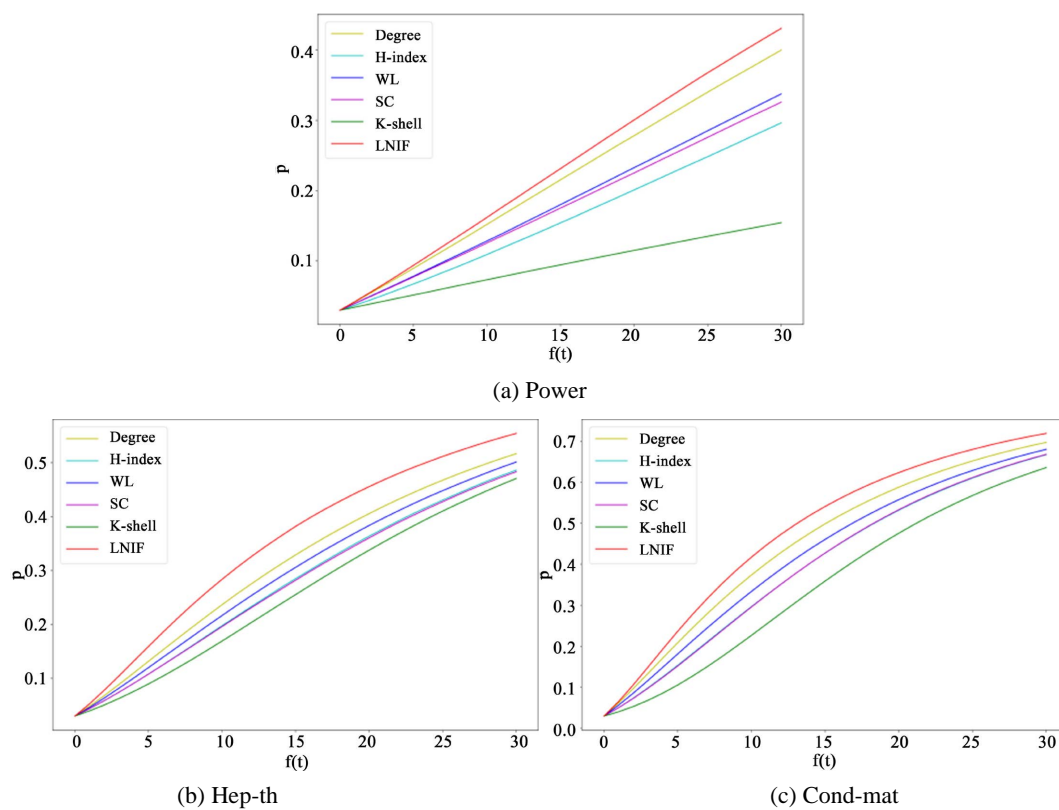 Degree
H-index
WL
SC
K-shell
LNIF
0.4
0.3
0.2
0.1
p
0 5 10 15 20 25 30
f(t)
(a) Power
Degree
H-index
WL
SC
K-shell
LNIF
0.5
0.4
0.3
0.2
0.1
p
0 5 10 15 20 25 30
f(t)
(b) Hep-th
Degree
H-index
WL
SC
K-shell
LNIF
0.7
0.6
0.5
0.4
0.3
0.2
0.1
0.0
p
0 5 10 15 20 25 30
f(t)
(c) Cond-mat